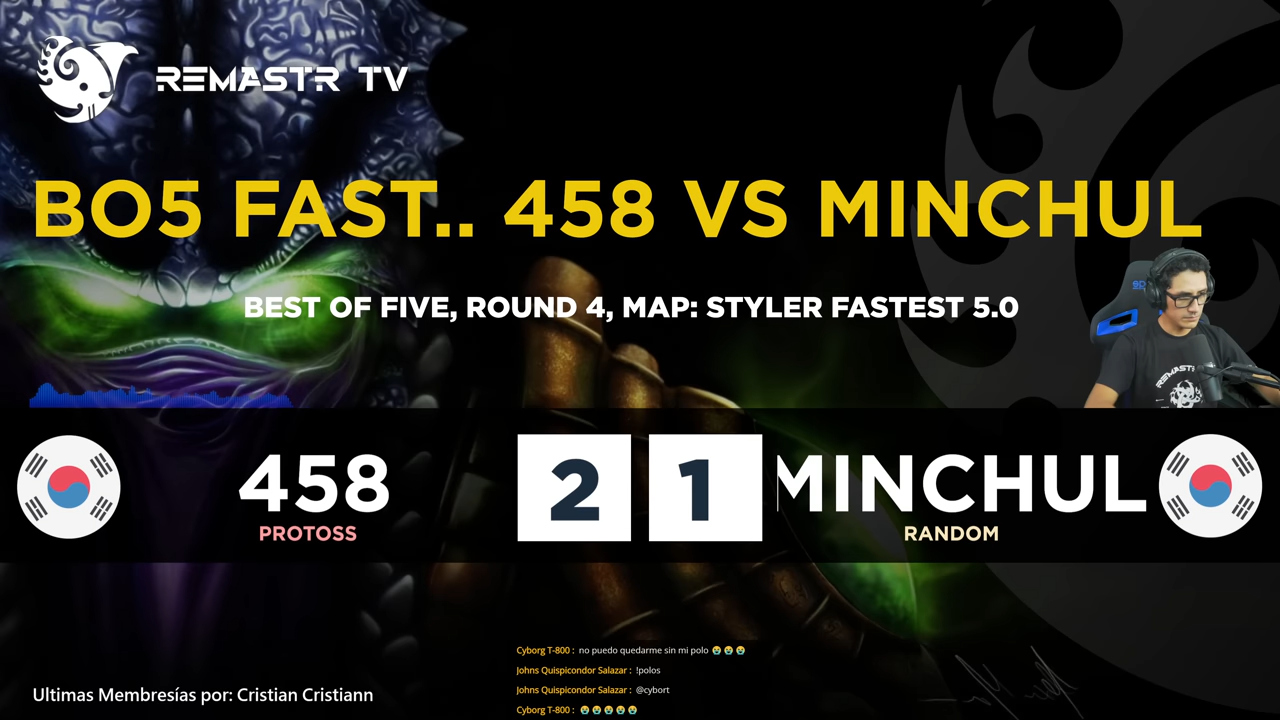 REMASTR TV
BO5 FAST.. 458 VS MINCHUL
BEST OF FIVE, ROUND 4, MAP: STYLER FASTEST 5.0
458
PROTOSS
2 1
MINCHUL
RANDOM
Cyborg T-800 : no puedo quedarme sin mi polo 😭😭😭
Johns Quispicondor Salazar : !polos
Johns Quispicondor Salazar : @cybort
Cyborg T-800 : 😭😭😭😭😭
Ultimas Membresías por: Cristian Cristiann